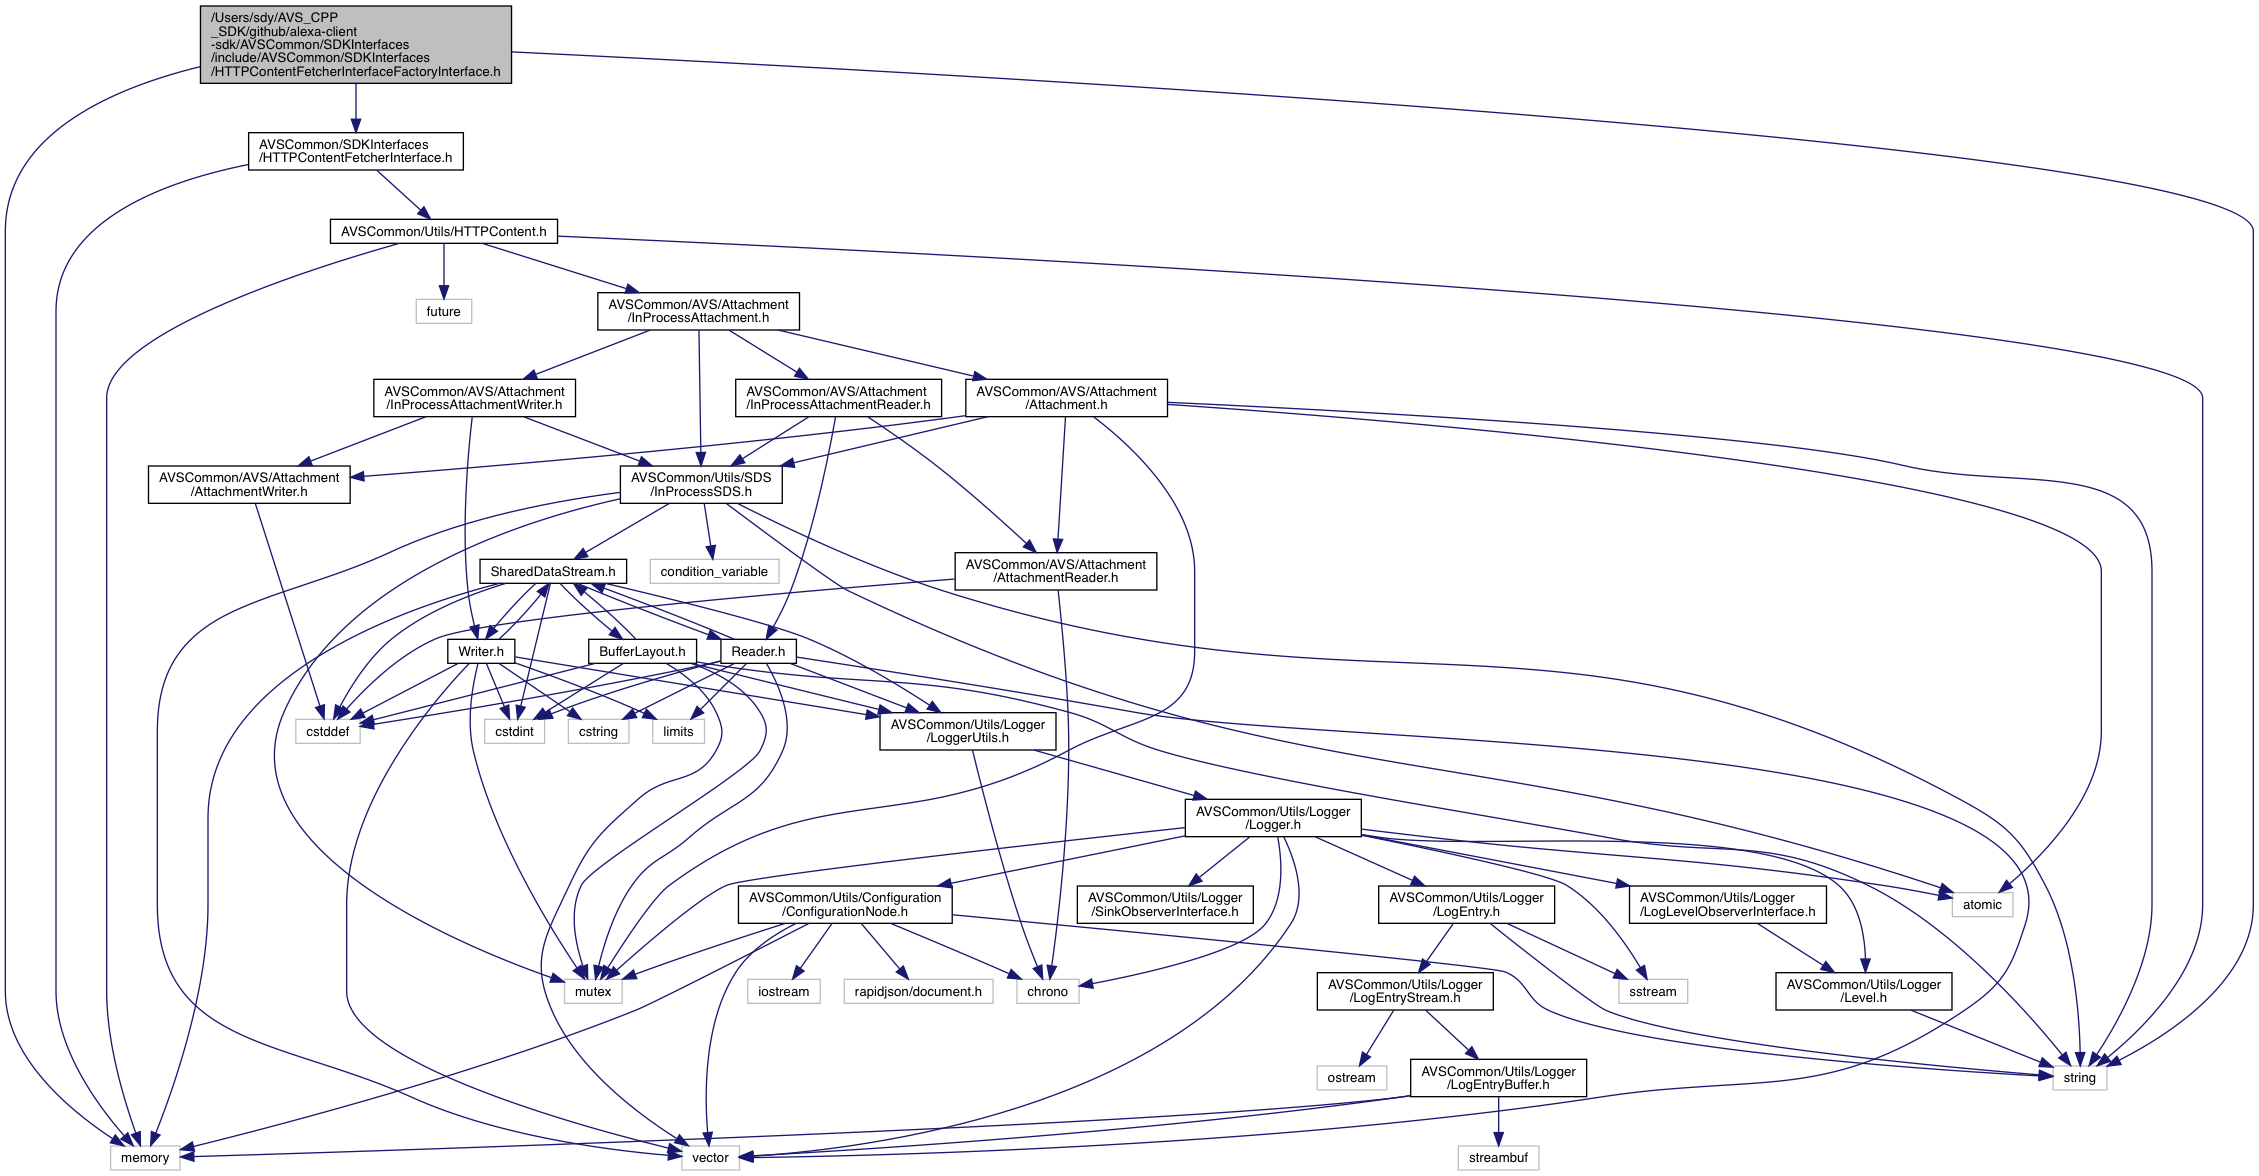 /Users/sdy/AVS_CPP
_SDK/github/alexa-client
-sdk/AVSCommon/SDKInterfaces
/include/AVSCommon/SDKInterfaces
/HTTPContentFetcherInterfaceFactoryInterface.h
AVSCommon/SDKInterfaces
/HTTPContentFetcherInterface.h
AVSCommon/Utils/HTTPContent.h
future
AVSCommon/AVS/Attachment
/InProcessAttachment.h
AVSCommon/AVS/Attachment
/InProcessAttachmentWriter.h
AVSCommon/AVS/Attachment
/InProcessAttachmentReader.h
AVSCommon/AVS/Attachment
/Attachment.h
AVSCommon/AVS/Attachment
/AttachmentWriter.h
AVSCommon/Utils/SDS
/InProcessSDS.h
SharedDataStream.h
condition_variable
AVSCommon/AVS/Attachment
/AttachmentReader.h
Writer.h
BufferLayout.h
Reader.h
cstddef
cstdint
cstring
limits
AVSCommon/Utils/Logger
/LoggerUtils.h
AVSCommon/Utils/Logger
/Logger.h
AVSCommon/Utils/Configuration
/ConfigurationNode.h
AVSCommon/Utils/Logger
/SinkObserverInterface.h
AVSCommon/Utils/Logger
/LogEntry.h
AVSCommon/Utils/Logger
/LogLevelObserverInterface.h
atomic
mutex
iostream
rapidjson/document.h
chrono
AVSCommon/Utils/Logger
/LogEntryStream.h
sstream
AVSCommon/Utils/Logger
/Level.h
ostream
AVSCommon/Utils/Logger
/LogEntryBuffer.h
string
memory
vector
streambuf